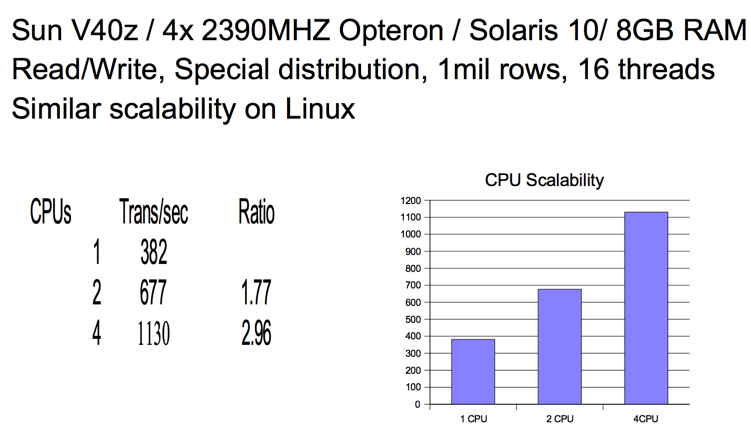 Sun V40z / 4x 2390MHZ Opteron / Solaris 10/ 8GB RAM
Read/Write, Special distribution, 1mil rows, 16 threads
Similar scalability on Linux
CPUs Trans/sec Ratio
1 382
2 677 1.77
4 1130 2.96
CPU Scalability
1200
1100
1000
900
800
700
600
500
400
300
200
100
0
1 CPU 2 CPU 4CPU